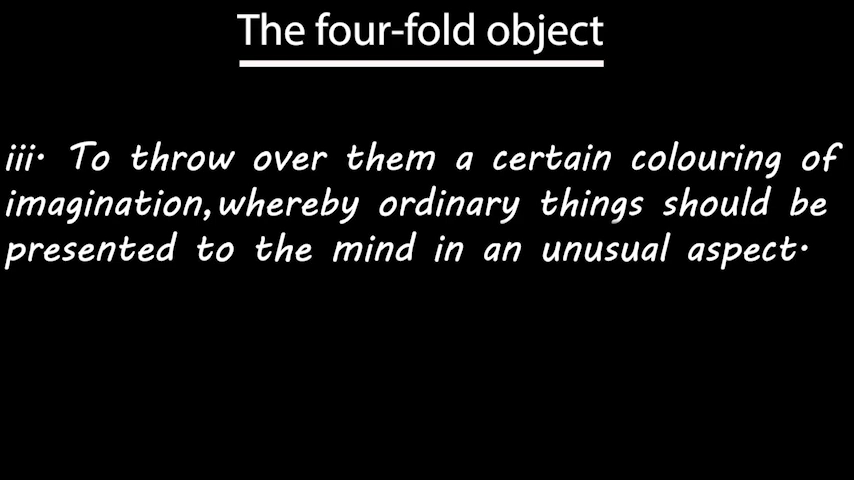 The four-fold object
iii. To throw over them a certain colouring of
imagination,whereby ordinary things should be
presented to the mind in an unusual aspect.